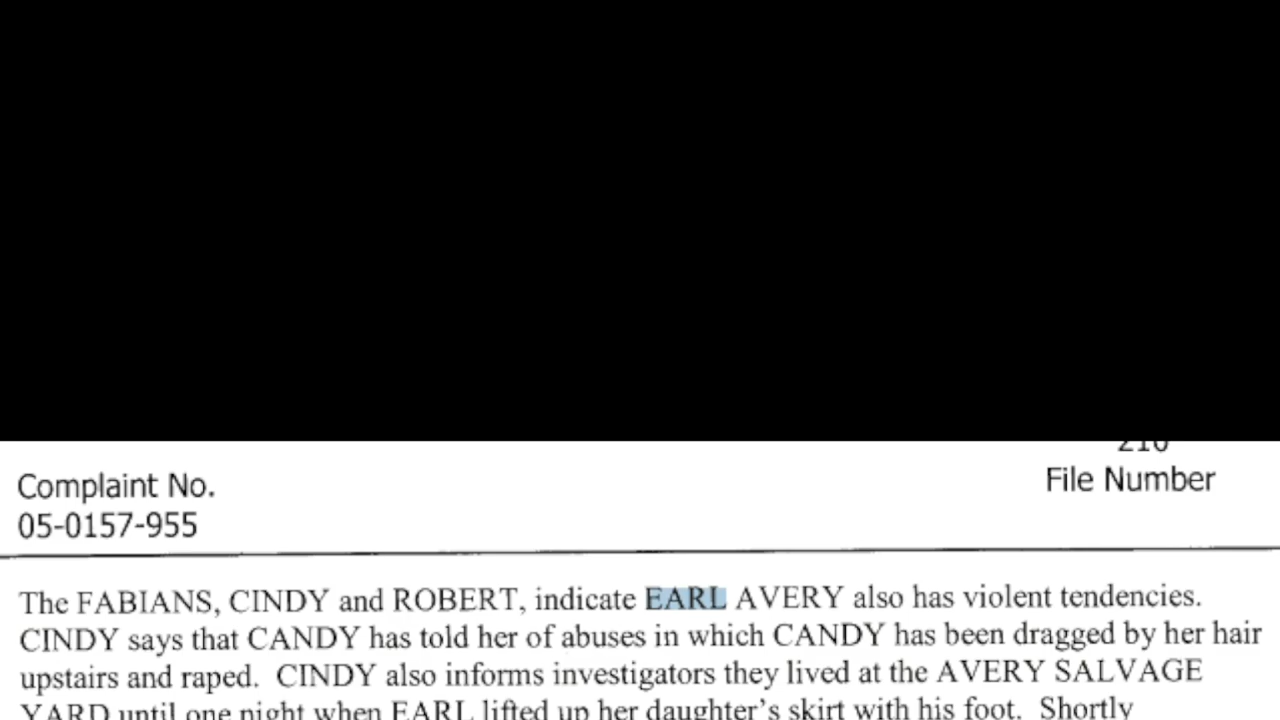 210
File Number
Complaint No.
05-0157-955
The FABIANS, CINDY and ROBERT, indicate EARL AVERY also has violent tendencies.
CINDY says that CANDY has told her of abuses in which CANDY has been dragged by her hair
upstairs and raped. CINDY also informs investigators they lived at the AVERY SALVAGE
YARD until one night when EARL lifted up her daughter's skirt with his foot. Shortly